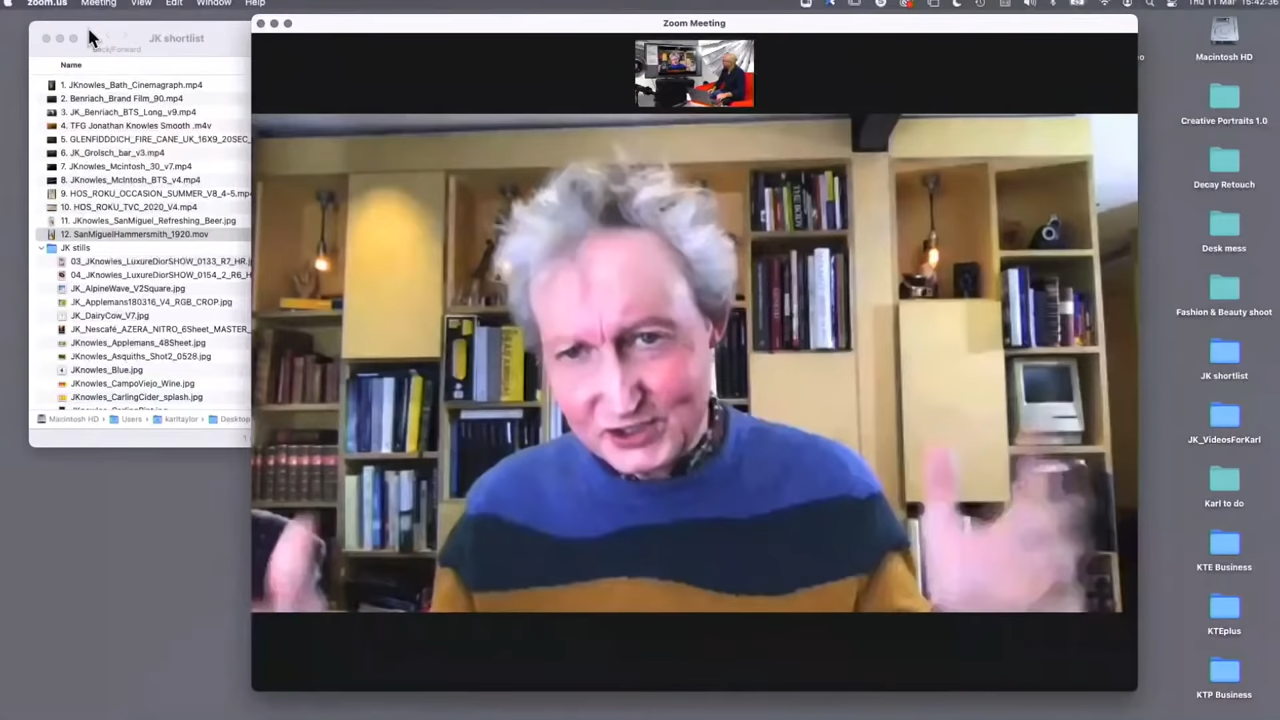 zoom.us Meeting View Edit Window Help
Thu 11 Mar 15:42:36
Zoom Meeting
JK shortlist
Back/Forward
Name
1. JKnowles_Bath_Cinemagraph.mp4
2. Benriach_Brand Film_90.mp4
3. JK_Benriach_BTS_Long_v9.mp4
4. TFG Jonathan Knowles Smooth .m4v
5. GLENFIDDDICH_FIRE_CANE_UK_16X9_20SEC_
6. JK_Grolsch_bar_v3.mp4
7. JKnowles_Mcintosh_30_v7.mp4
8. JKnowles_McIntosh_BTS_v4.mp4
9. HOS_ROKU_OCCASION_SUMMER_V8_4-5.mp4
10. HOS_ROKU_TVC_2020_V4.mp4
11. JKnowles_SanMiguel_Refreshing_Beer.jpg
12. SanMiguelHammersmith_1920.mov
JK stills
03_JKnowles_LuxureDiorSHOW_0133_R7_HR.j
04_JKnowles_LuxureDiorSHOW_0154_2_R6_H
JK_AlpineWave_V2Square.jpg
JK_Applemans180316_V4_RGB_CROP.jpg
JK_DairyCow_V7.jpg
JK_Nescafé_AZERA_NITRO_6Sheet_MASTER_
JKnowles_Applemans_48Sheet.jpg
JKnowles_Asquiths_Shot2_0528.jpg
JKnowles_Blue.jpg
JKnowles_CampoViejo_Wine.jpg
JKnowles_CarlingCider_splash.jpg
Macintosh HD › Users › karltaylor › Desktop
Macintosh HD
Creative Portraits 1.0
Decay Retouch
Desk mess
Fashion & Beauty shoot
JK shortlist
JK_VideosForKarl
Karl to do
KTE Business
KTEplus
KTP Business